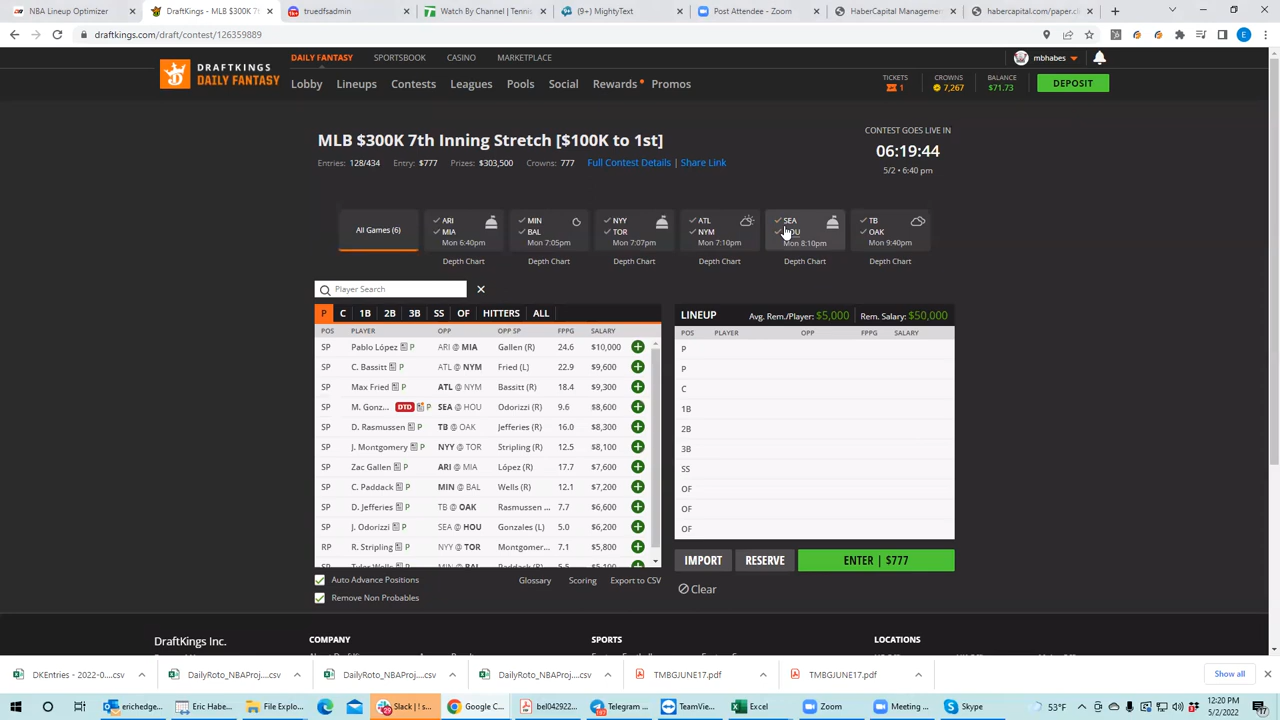 NBA Lineup Optimizer
DraftKings - MLB $300K 7th Inn
truedfsadmin
Watch By Channel | Tennis
(9+) MightyText
Post Attendee - Zoom
HaberCapital Manageme
habercapital.com/paper.cl
draftkings.com/draft/contest/126359889
DRAFTKINGS
DAILY FANTASY
DAILY FANTASY SPORTSBOOK CASINO MARKETPLACE
mbhabes
Lobby Lineups Contests Leagues Pools Social Rewards Promos
TICKETS CROWNS BALANCE
1 7,267 $71.73
DEPOSIT
MLB $300K 7th Inning Stretch [$100K to 1st]
Entries: 128/434 Entry: $777 Prizes: $303,500 Crowns: 777 Full Contest Details | Share Link
CONTEST GOES LIVE IN
06:19:44
5/2 • 6:40 pm
All Games (6)
ARI
MIA
Mon 6:40pm
Depth Chart
MIN
BAL
Mon 7:05pm
Depth Chart
NYY
TOR
Mon 7:07pm
Depth Chart
ATL
NYM
Mon 7:10pm
Depth Chart
SEA
HOU
Mon 8:10pm
Depth Chart
TB
OAK
Mon 9:40pm
Depth Chart
Player Search
P C 1B 2B 3B SS OF HITTERS ALL
POS PLAYER OPP OPP SP FPPG SALARY
SP Pablo López P ARI @ MIA Gallen (R) 24.6 $10,000
SP C. Bassitt P ATL @ NYM Fried (L) 22.9 $9,600
SP Max Fried P ATL @ NYM Bassitt (R) 18.4 $9,300
SP M. Gonz... DTD P SEA @ HOU Odorizzi (R) 9.6 $8,600
SP D. Rasmussen P TB @ OAK Jefferies (R) 16.0 $8,300
SP J. Montgomery P NYY @ TOR Stripling (R) 12.5 $8,100
SP Zac Gallen P ARI @ MIA López (R) 17.7 $7,600
SP C. Paddack P MIN @ BAL Wells (R) 12.1 $7,200
SP D. Jefferies P TB @ OAK Rasmussen ... 7.7 $6,600
SP J. Odorizzi P SEA @ HOU Gonzales (L) 5.0 $6,200
RP R. Stripling P NYY @ TOR Montgomer... 7.1 $5,800
Auto Advance Positions
Remove Non Probables
Glossary Scoring Export to CSV
LINEUP Avg. Rem./Player: $5,000 Rem. Salary: $50,000
POS PLAYER OPP FPPG SALARY
P
P
C
1B
2B
3B
SS
OF
OF
OF
IMPORT RESERVE ENTER | $777
Clear
DraftKings Inc.
COMPANY
SPORTS
LOCATIONS
DKEntries - 2022-0....csv
DailyRoto_NBAProj....csv
DailyRoto_NBAProj....csv
DailyRoto_NBAProj....csv
TMBGJUNE17.pdf
TMBGJUNE17.pdf
Show all
erichedge...
Eric Habe...
File Explo...
Slack | ! s...
Google C...
bel042922...
Telegram ...
TeamVie...
Excel
Zoom
Meeting ...
Skype
53°F
12:20 PM
5/2/2022